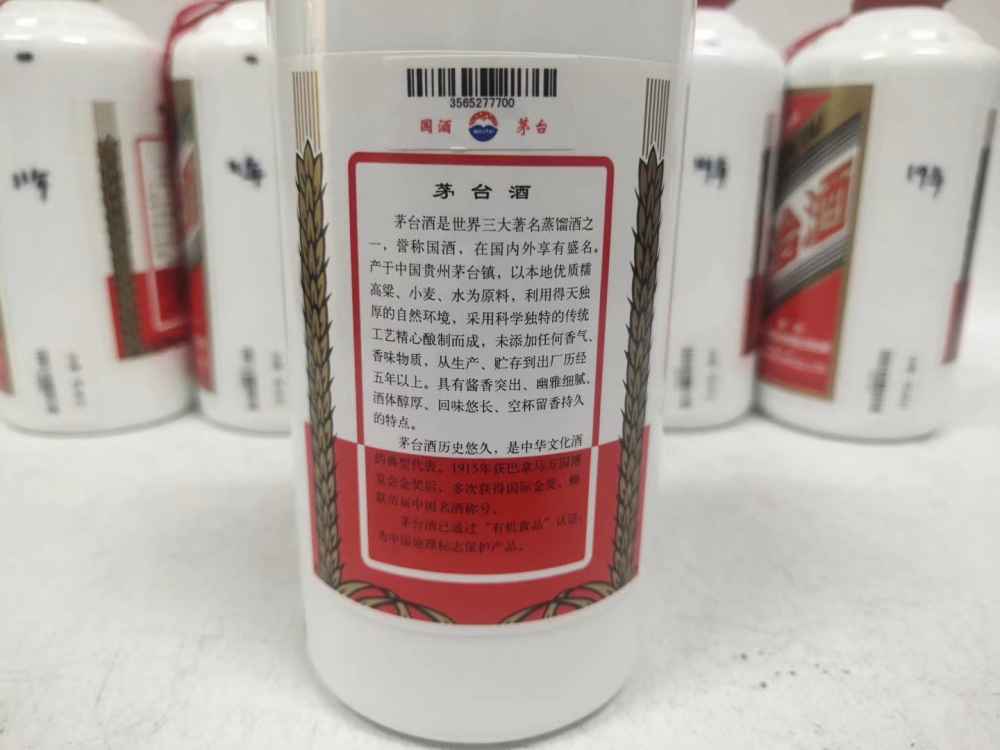 3565277700
国酒 茅台
茅台酒
茅台酒是世界三大著名蒸馏酒之
一，誉称国酒，在国内外享有盛名。
产于中国贵州茅台镇，以本地优质糯
高粱、小麦、水为原料，利用得天独
厚的自然环境，采用科学独特的传统
工艺精心酿制而成，未添加任何香气、
香味物质，从生产、贮存到出厂历经
五年以上。具有酱香突出、幽雅细腻、
酒体醇厚、回味悠长、空杯留香持久
的特点。
茅台酒历史悠久，是中华文化酒
的典型代表。1915年获巴拿马万国博
览会金奖后，多次获得国际金奖，蝉
联历届中国名酒称号。
茅台酒已通过“有机食品”认证，
为中国地理标志保护产品。
19年
酒